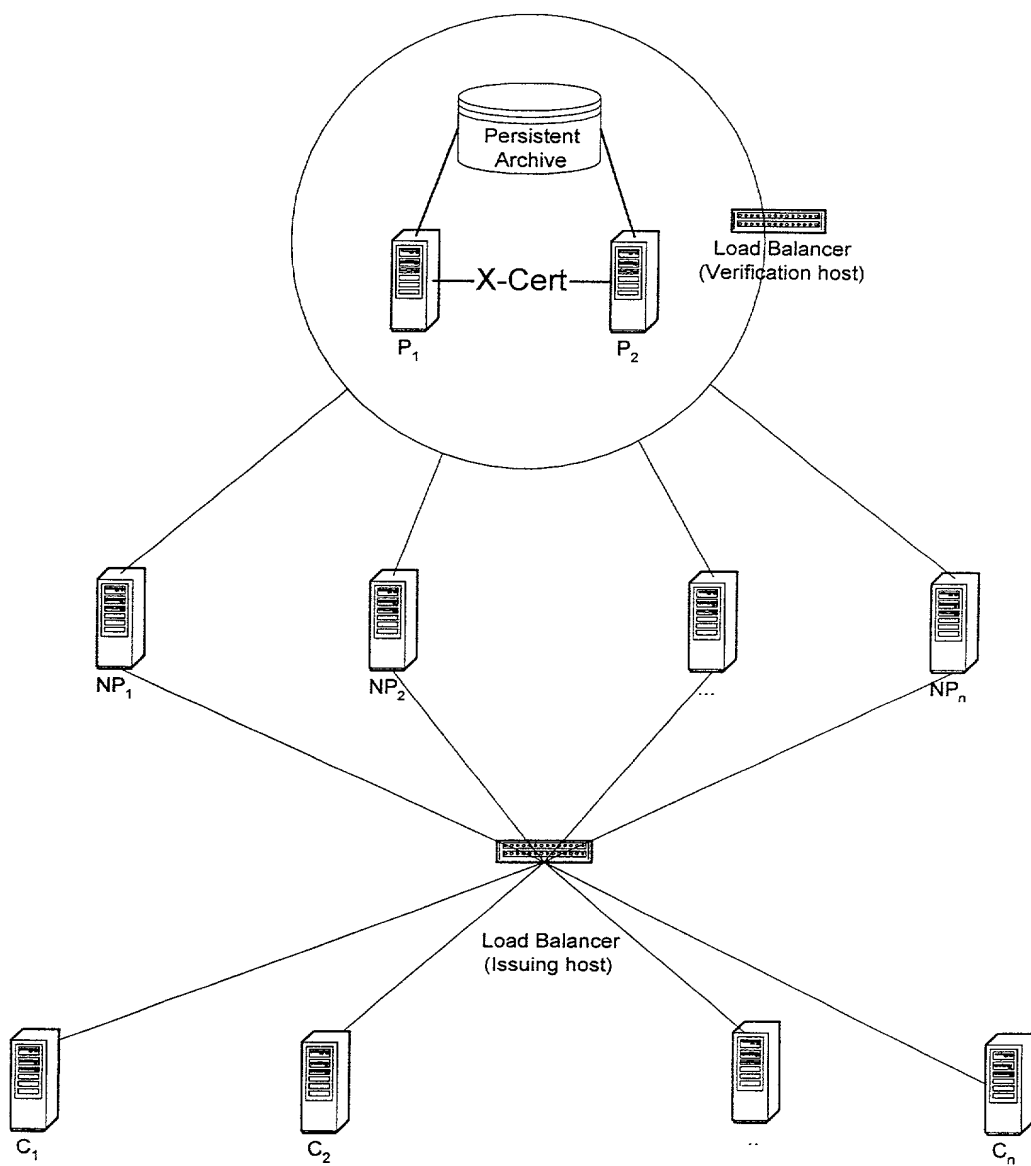 Persistent
Archive
Load Balancer
(Verification host)
X-Cert
P₁
P₂
NP₁
NP₂
...
NPₙ
Load Balancer
(Issuing host)
C₁
C₂
..
Cₙ